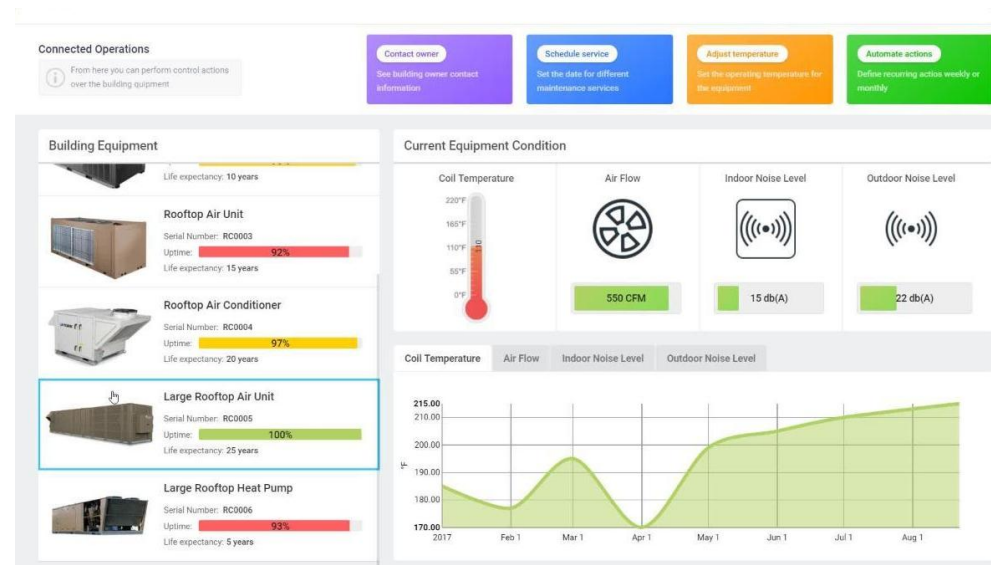 Connected Operations
From here you can perform control actions
over the building quipment
Contact owner
See building owner contact
information
Schedule service
Set the date for different
maintenance services
Adjust temperature
Set the operating temperature for
the equipment
Automate actions
Define recurring actios weekly or
monthly
Building Equipment
Life expectancy: 10 years
Rooftop Air Unit
Serial Number: RC0003
Uptime: 92%
Life expectancy: 15 years
Rooftop Air Conditioner
Serial Number: RC0004
Uptime: 97%
Life expectancy: 20 years
Large Rooftop Air Unit
Serial Number: RC0005
Uptime: 100%
Life expectancy: 25 years
Large Rooftop Heat Pump
Serial Number: RC0006
Uptime: 93%
Life expectancy: 5 years
Current Equipment Condition
Coil Temperature
220°F
165°F
110°F
55°F
0°F
110
Air Flow
550 CFM
Indoor Noise Level
15 db(A)
Outdoor Noise Level
22 db(A)
Coil Temperature Air Flow Indoor Noise Level Outdoor Noise Level
215.00
210.00
200.00
190.00
180.00
170.00
°F
2017 Feb 1 Mar 1 Apr 1 May 1 Jun 1 Jul 1 Aug 1